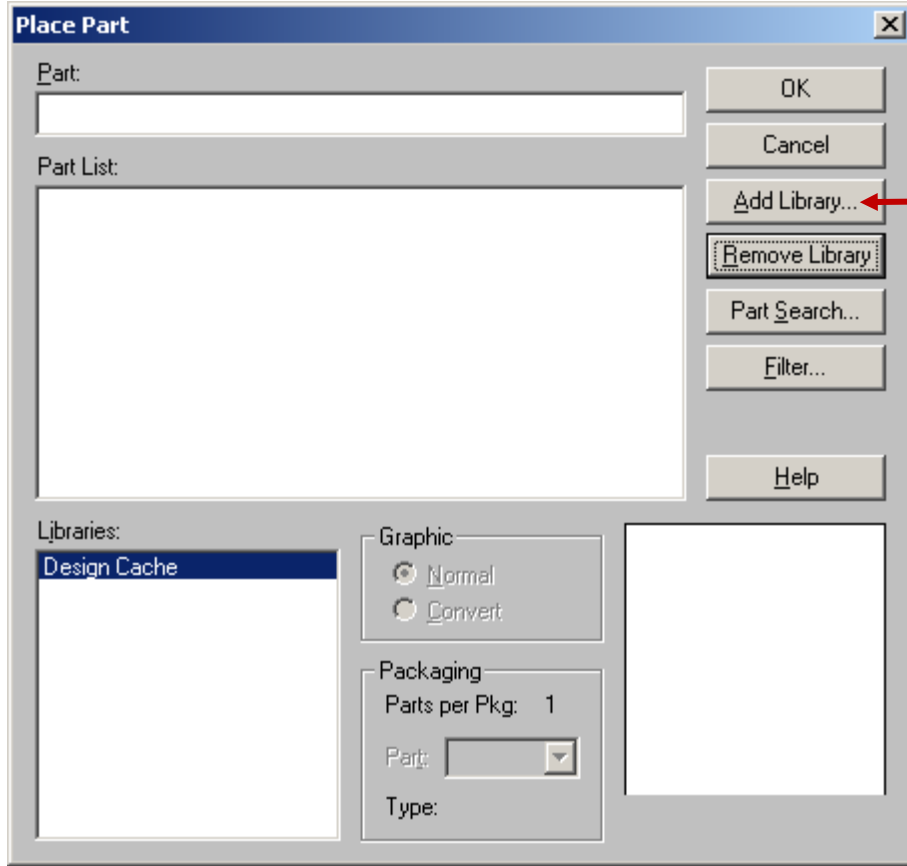 Place Part
Part:
OK
Cancel
Part List:
Add Library...
Remove Library
Part Search...
Filter...
Help
Libraries:
Design Cache
Graphic
Normal
Convert
Packaging
Parts per Pkg: 1
Part:
Type: